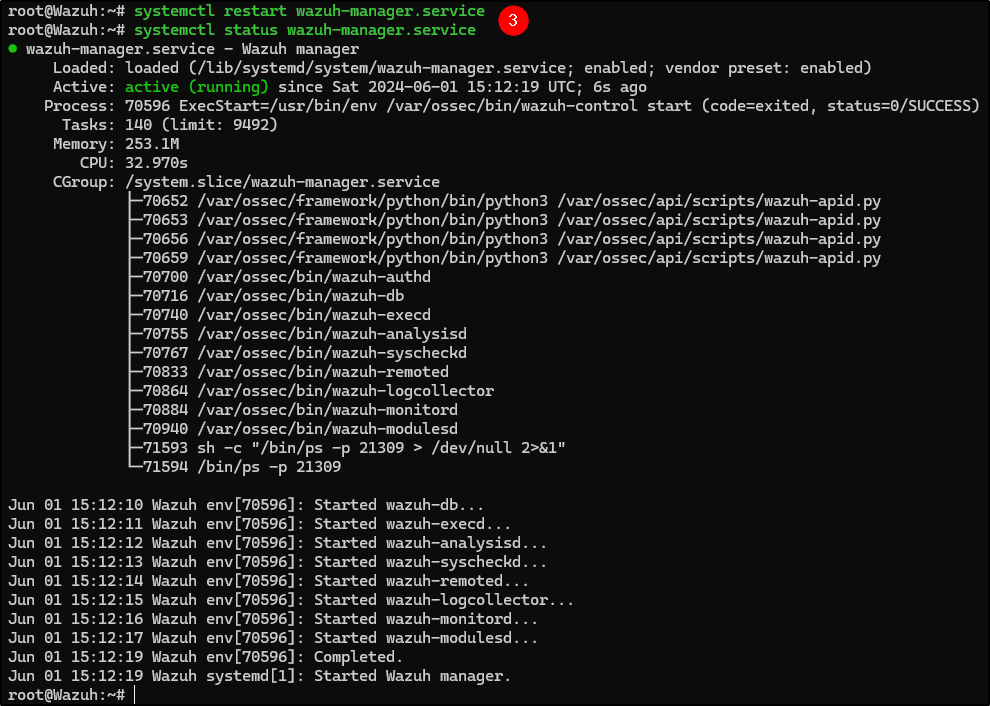 root@Wazuh:~# systemctl restart wazuh-manager.service
3
root@Wazuh:~# systemctl status wazuh-manager.service
● wazuh-manager.service - Wazuh manager
     Loaded: loaded (/lib/systemd/system/wazuh-manager.service; enabled; vendor preset: enabled)
     Active: active (running) since Sat 2024-06-01 15:12:19 UTC; 6s ago
    Process: 70596 ExecStart=/usr/bin/env /var/ossec/bin/wazuh-control start (code=exited, status=0/SUCCESS)
      Tasks: 140 (limit: 9492)
     Memory: 253.1M
        CPU: 32.970s
     CGroup: /system.slice/wazuh-manager.service
             ├─70652 /var/ossec/framework/python/bin/python3 /var/ossec/api/scripts/wazuh-apid.py
             ├─70653 /var/ossec/framework/python/bin/python3 /var/ossec/api/scripts/wazuh-apid.py
             ├─70656 /var/ossec/framework/python/bin/python3 /var/ossec/api/scripts/wazuh-apid.py
             ├─70659 /var/ossec/framework/python/bin/python3 /var/ossec/api/scripts/wazuh-apid.py
             ├─70700 /var/ossec/bin/wazuh-authd
             ├─70716 /var/ossec/bin/wazuh-db
             ├─70740 /var/ossec/bin/wazuh-execd
             ├─70755 /var/ossec/bin/wazuh-analysisd
             ├─70767 /var/ossec/bin/wazuh-syscheckd
             ├─70833 /var/ossec/bin/wazuh-remoted
             ├─70864 /var/ossec/bin/wazuh-logcollector
             ├─70884 /var/ossec/bin/wazuh-monitord
             ├─70940 /var/ossec/bin/wazuh-modulesd
             ├─71593 sh -c "/bin/ps -p 21309 > /dev/null 2>&1"
             └─71594 /bin/ps -p 21309
Jun 01 15:12:10 Wazuh env[70596]: Started wazuh-db...
Jun 01 15:12:11 Wazuh env[70596]: Started wazuh-execd...
Jun 01 15:12:12 Wazuh env[70596]: Started wazuh-analysisd...
Jun 01 15:12:13 Wazuh env[70596]: Started wazuh-syscheckd...
Jun 01 15:12:14 Wazuh env[70596]: Started wazuh-remoted...
Jun 01 15:12:15 Wazuh env[70596]: Started wazuh-logcollector...
Jun 01 15:12:16 Wazuh env[70596]: Started wazuh-monitord...
Jun 01 15:12:17 Wazuh env[70596]: Started wazuh-modulesd...
Jun 01 15:12:19 Wazuh env[70596]: Completed.
Jun 01 15:12:19 Wazuh systemd[1]: Started Wazuh manager.
root@Wazuh:~#